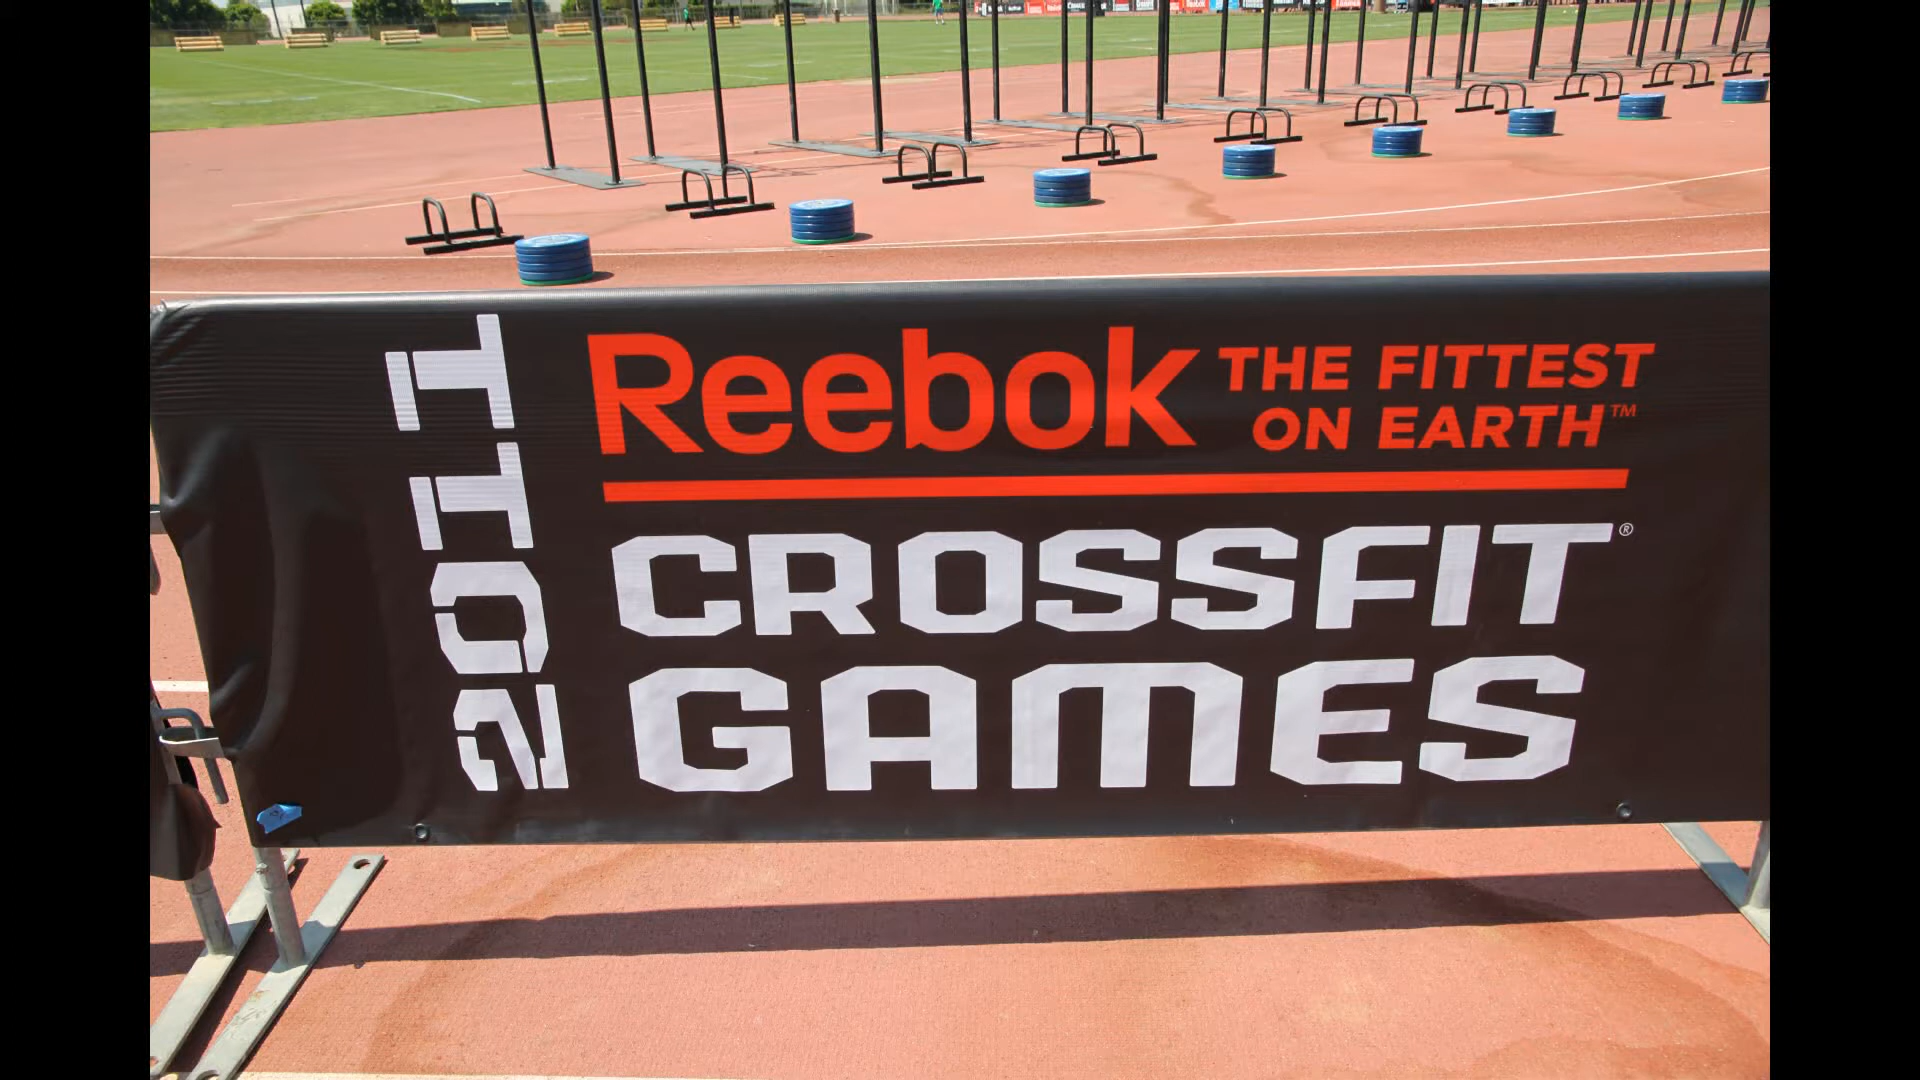 2011
Reebok
THE FITTEST
ON EARTH™
CROSSFIT®
GAMES